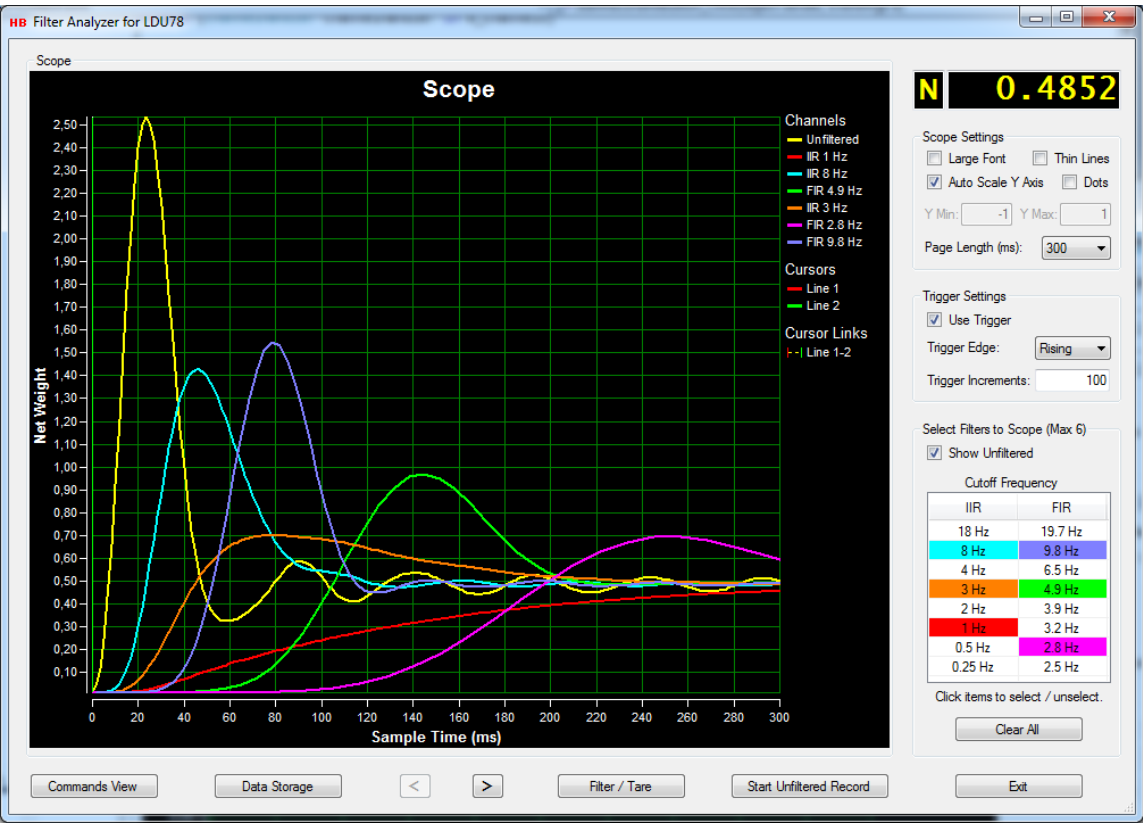 HB Filter Analyzer for LDU78
Scope
Scope
Net Weight
2,50
2,40
2,30
2,20
2,10
2,00
1,90
1,80
1,70
1,60
1,50
1,40
1,30
1,20
1,10
1,00
0,90
0,80
0,70
0,60
0,50
0,40
0,30
0,20
0,10
0 20 40 60 80 100 120 140 160 180 200 220 240 260 280 300
Sample Time (ms)
Channels
Unfiltered
IIR 1 Hz
IIR 8 Hz
FIR 4.9 Hz
IIR 3 Hz
FIR 2.8 Hz
FIR 9.8 Hz
Cursors
Line 1
Line 2
Cursor Links
Line 1-2
N 0.4852
Scope Settings
Large Font Thin Lines
Auto Scale Y Axis Dots
Y Min: -1 Y Max: 1
Page Length (ms): 300
Trigger Settings
Use Trigger
Trigger Edge: Rising
Trigger Increments: 100
Select Filters to Scope (Max 6)
Show Unfiltered
Cutoff Frequency
IIR FIR
18 Hz 19.7 Hz
8 Hz 9.8 Hz
4 Hz 6.5 Hz
3 Hz 4.9 Hz
2 Hz 3.9 Hz
1 Hz 3.2 Hz
0.5 Hz 2.8 Hz
0.25 Hz 2.5 Hz
Click items to select / unselect.
Clear All
Commands View Data Storage < > Filter / Tare Start Unfiltered Record Exit